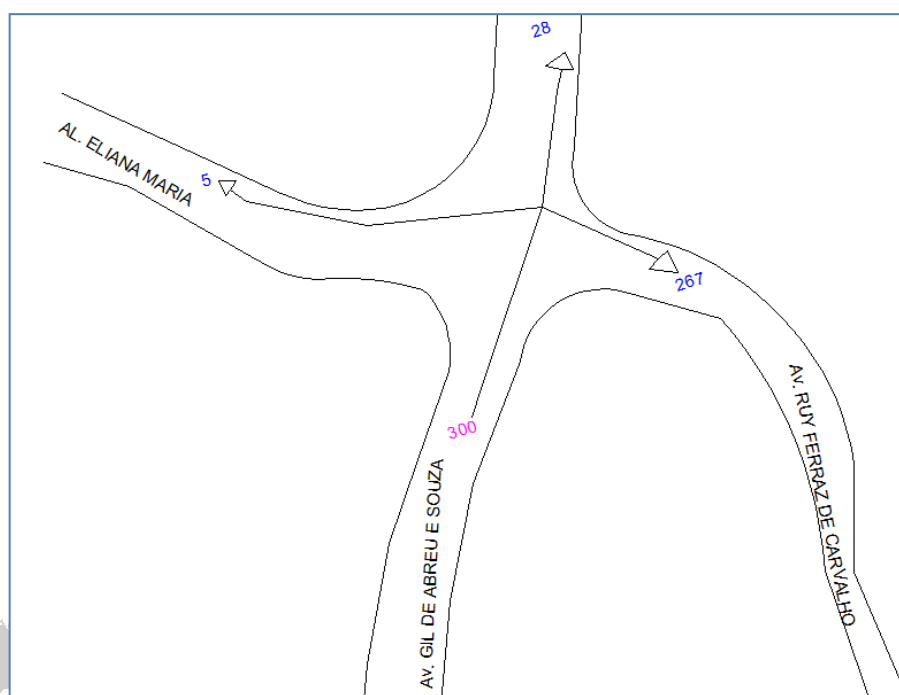 28
AL. ELIANA MARIA
5
267
300
Av. RUY FERRAZ DE CARVALHO
Av. GIL DE ABREU E SOUZA